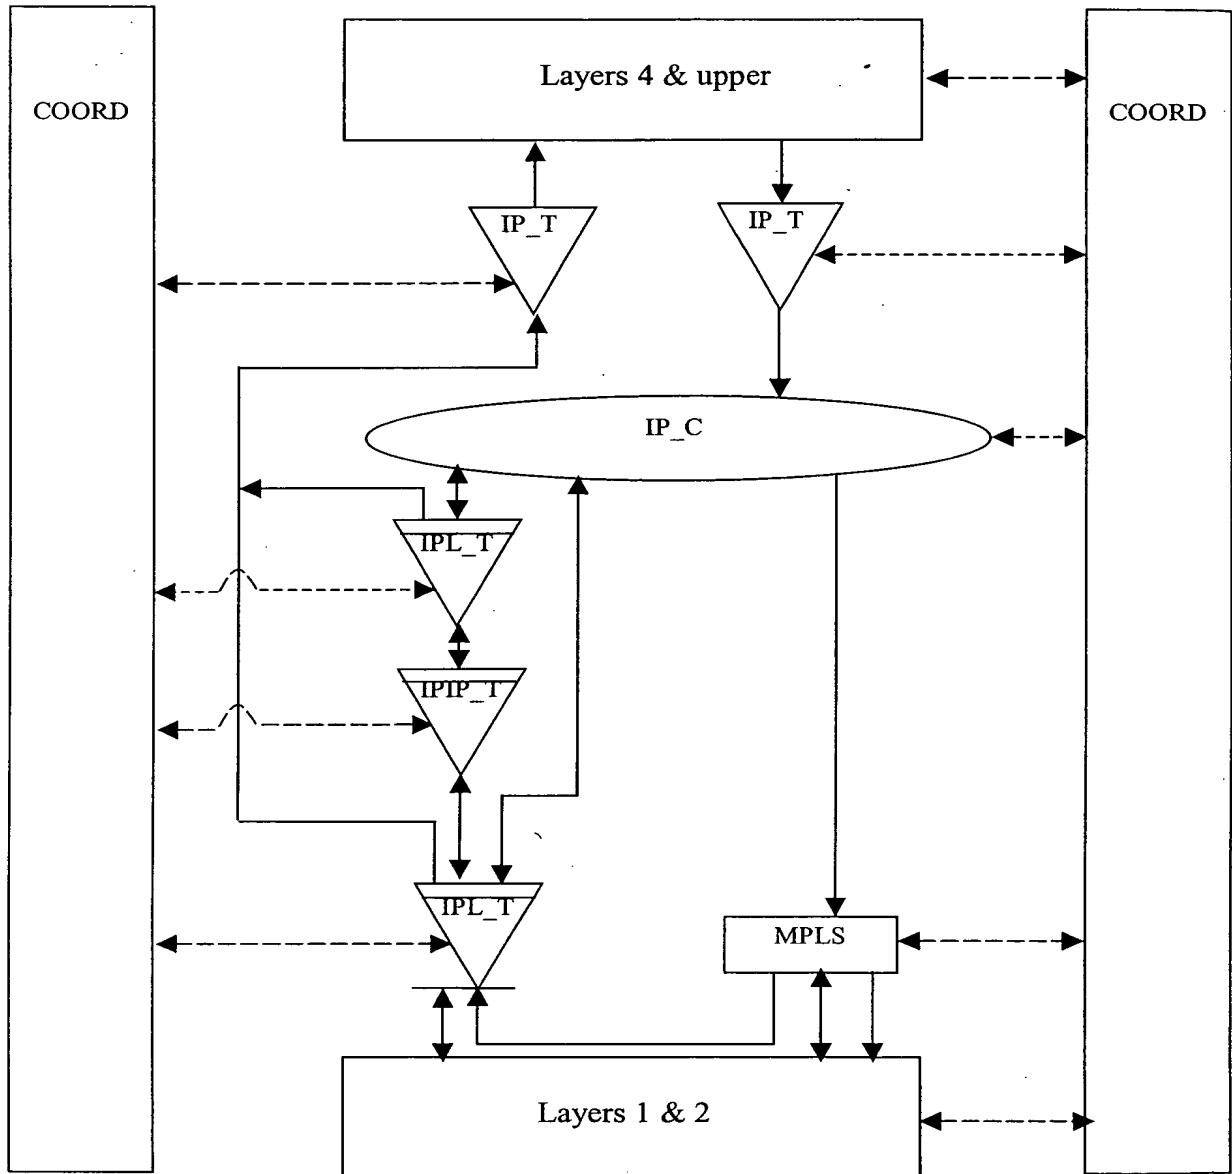 Layers 4 & upper
COORD
COORD
IP_T
IP_T
IP_C
IPL_T
IPIP_T
IPL_T
MPLS
Layers 1 & 2